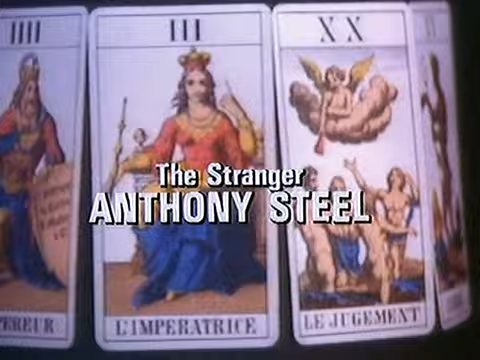 IIII
III
XX
The Stranger
ANTHONY STEEL
PEREUR
L'IMPERATRICE
LE JUGEMENT